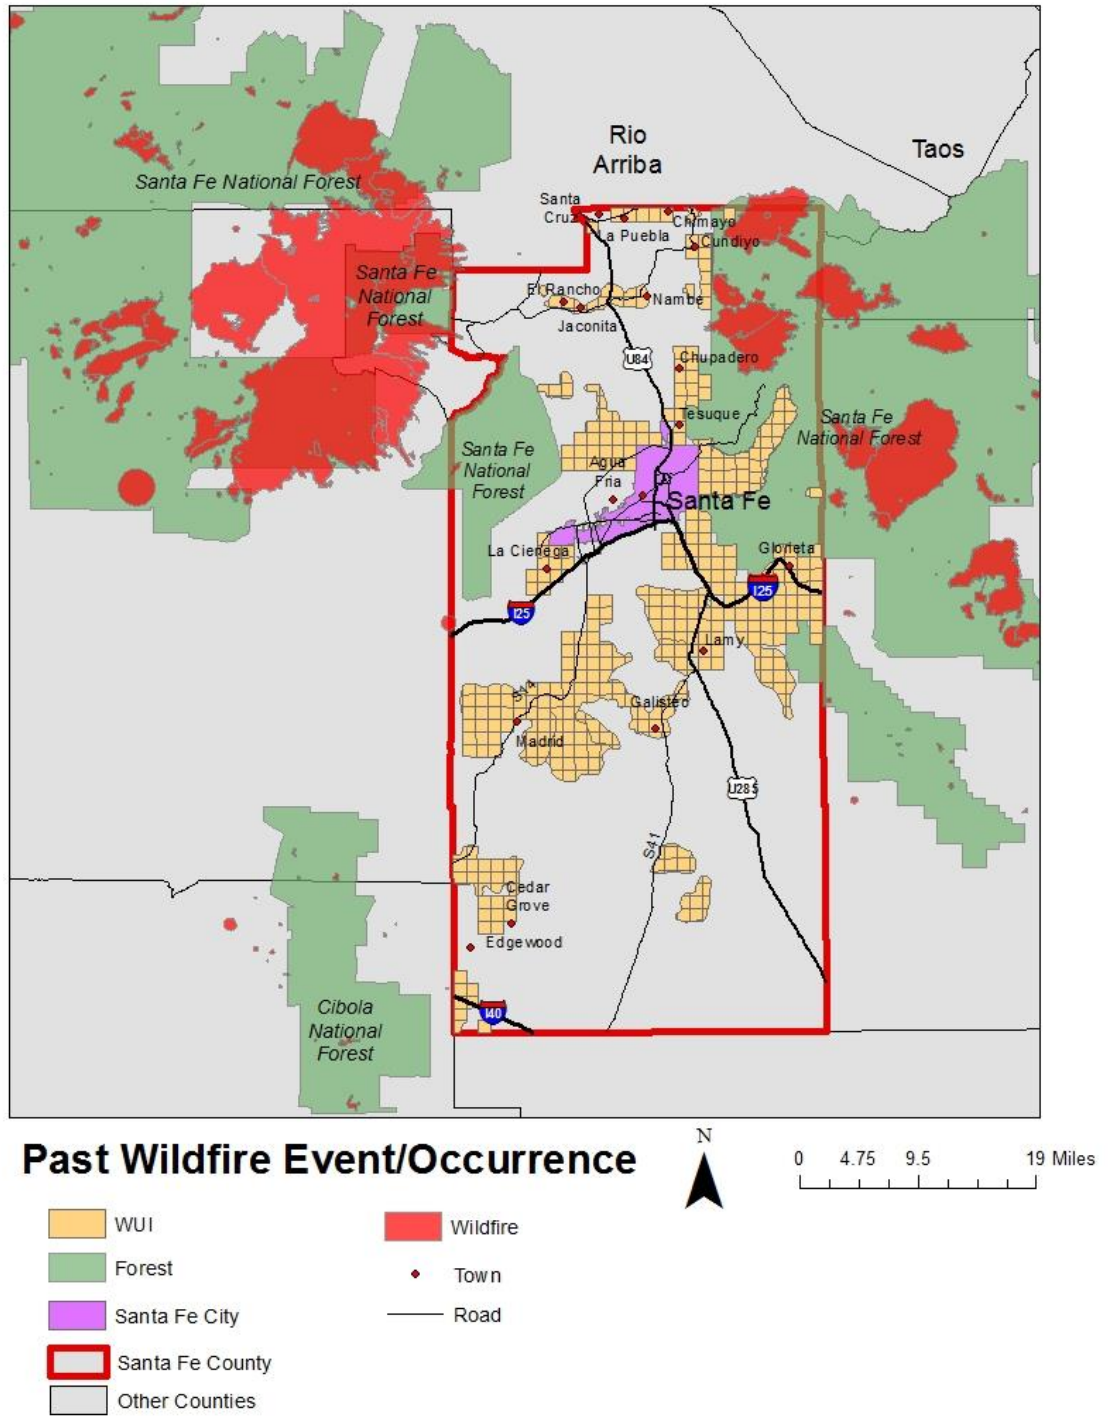 Rio
Arriba
Taos
Santa Fe National Forest
Santa
Cruz
La Puebla
Chimayo
Cundiyo
Santa Fe
National
Forest
El Rancho
Nambe
Jaconita
U84
Chupadero
Tesuque
Santa Fe
National Forest
Santa Fe
National
Forest
Agua
Fria
Santa Fe
La Cienega
Glorieta
I25
I25
Lamy
S14
Galisteo
Madrid
U285
S41
Cedar
Grove
Edgewood
Cibola
National
Forest
I40
Past Wildfire Event/Occurrence
N
0 4.75 9.5 19 Miles
WUI
Wildfire
Forest
Town
Santa Fe City
Road
Santa Fe County
Other Counties